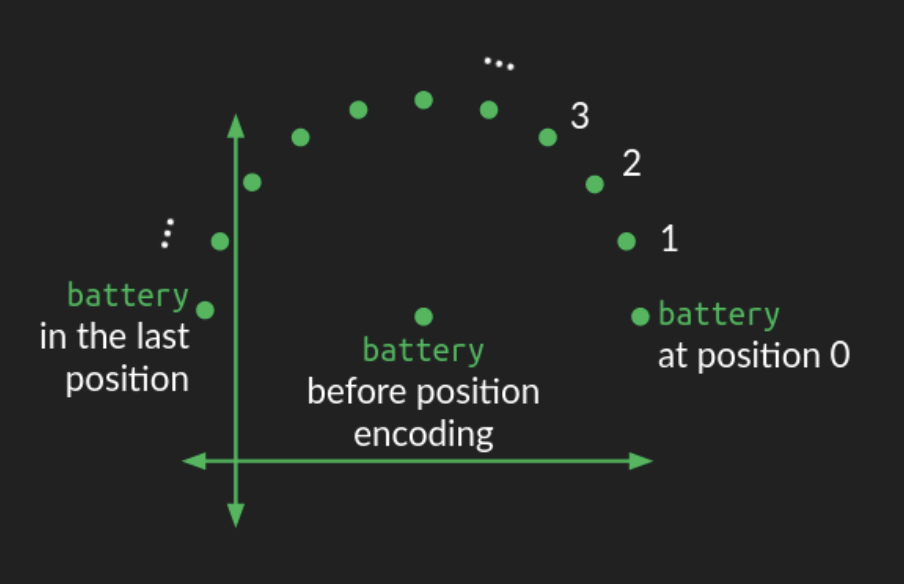 ...
3
2
1
...
battery
in the last
position
battery
before position
encoding
battery
at position 0